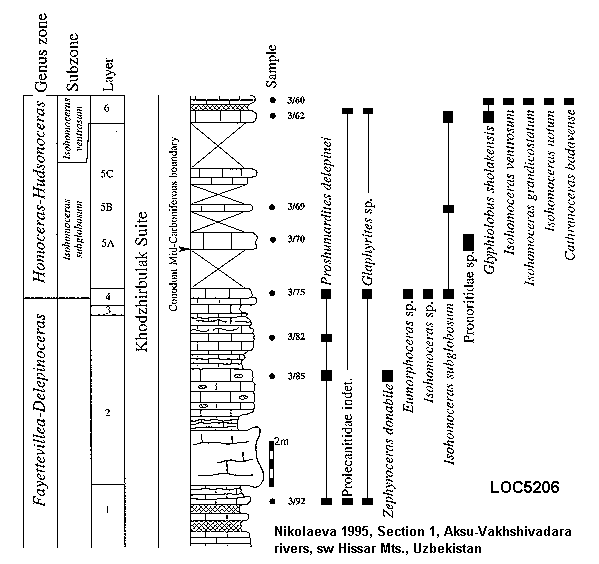 Genus zone
Subzone
Layer
Sample
Homoceras-Hudsonoceras
Fayettevillea-Delepinoceras
Isohomoceras
ventrosum
Isohomoceras
subglobosum
6
5C
5B
5A
4
3
2
1
Khodzhirbulak Suite
Conodont Mid-Carboniferous boundary
3/60
3/62
3/69
3/70
3/75
3/82
3/85
3/92
2m
Proshumardites delepinei
Prolecanitidae indet.
Glaphyrites sp.
Zephyroceras donabile
Eumorphoceras sp.
Isohomoceras sp.
Isohomoceras subglobosum
Pronoritidae sp.
Glyphiolobus sholakensis
Isohomoceras ventrosum
Isohomoceras grandicostatum
Isohomoceras notum
Cathronoceras badavense
LOC5206
Nikolaeva 1995, Section 1, Aksu-Vakhshivadara
rivers, sw Hissar Mts., Uzbekistan